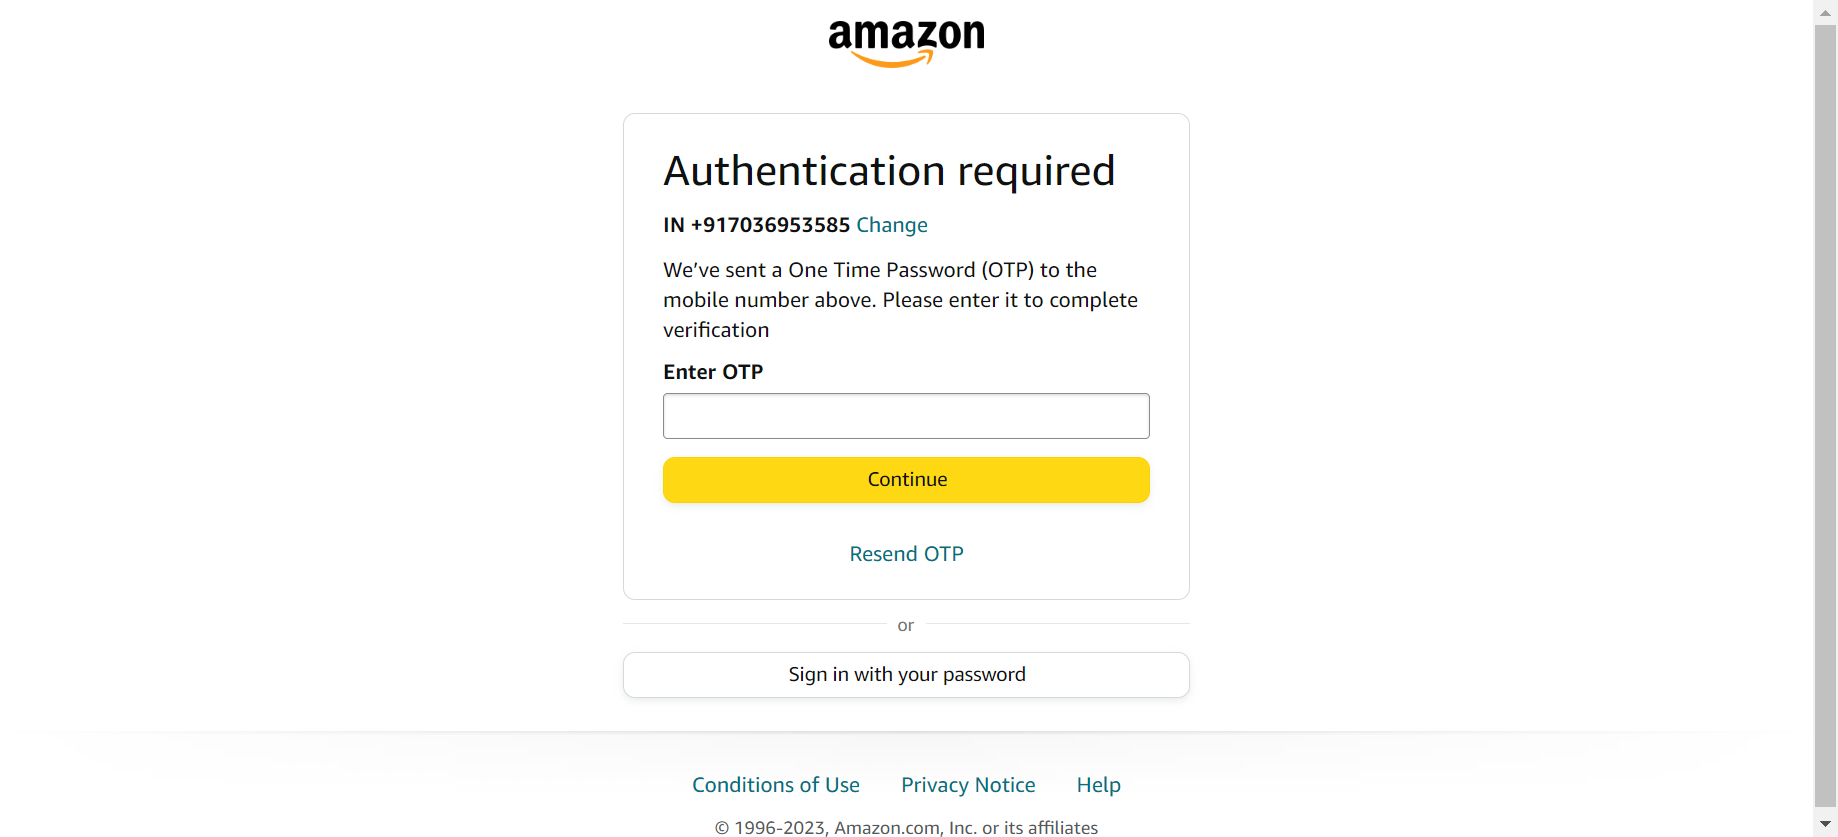 amazon
Authentication required
IN +917036953585 Change
We’ve sent a One Time Password (OTP) to the
mobile number above. Please enter it to complete
verification
Enter OTP
Continue
Resend OTP
or
Sign in with your password
Conditions of Use Privacy Notice Help
© 1996-2023, Amazon.com, Inc. or its affiliates